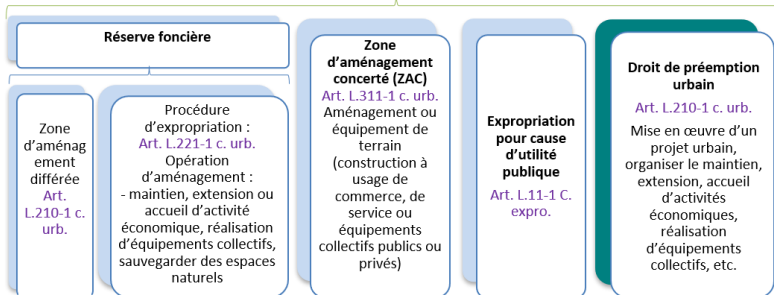 Réserve foncière
Zone
d’aménag
ement
différée
Art.
L.210-1 c.
urb.
Procédure
d’expropriation :
Art. L.221-1 c. urb.
Opération
d’aménagement :
- maintien, extension ou
accueil d’activité
économique, réalisation
d’équipements collectifs,
sauvegarder des espaces
naturels
Zone
d’aménagement
concerté (ZAC)
Art. L.311-1 c. urb.
Aménagement ou
équipement de
terrain
(construction à
usage de
commerce, de
service ou
équipements
collectifs publics ou
privés)
Expropriation
pour cause
d’utilité
publique
Art. L.11-1 C.
expro.
Droit de préemption
urbain
Art. L.210-1 c. urb.
Mise en œuvre d’un
projet urbain,
organiser le maintien,
extension, accueil
d’activités
économiques,
réalisation
d’équipements
collectifs, etc.